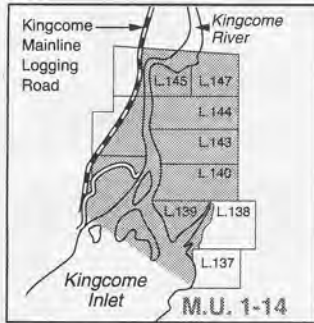 Kingcome
Mainline
Logging
Road
Kingcome
River
L.145
L.147
L.144
L.143
L.140
L.139
L.138
L.137
Kingcome
Inlet
M.U. 1-14